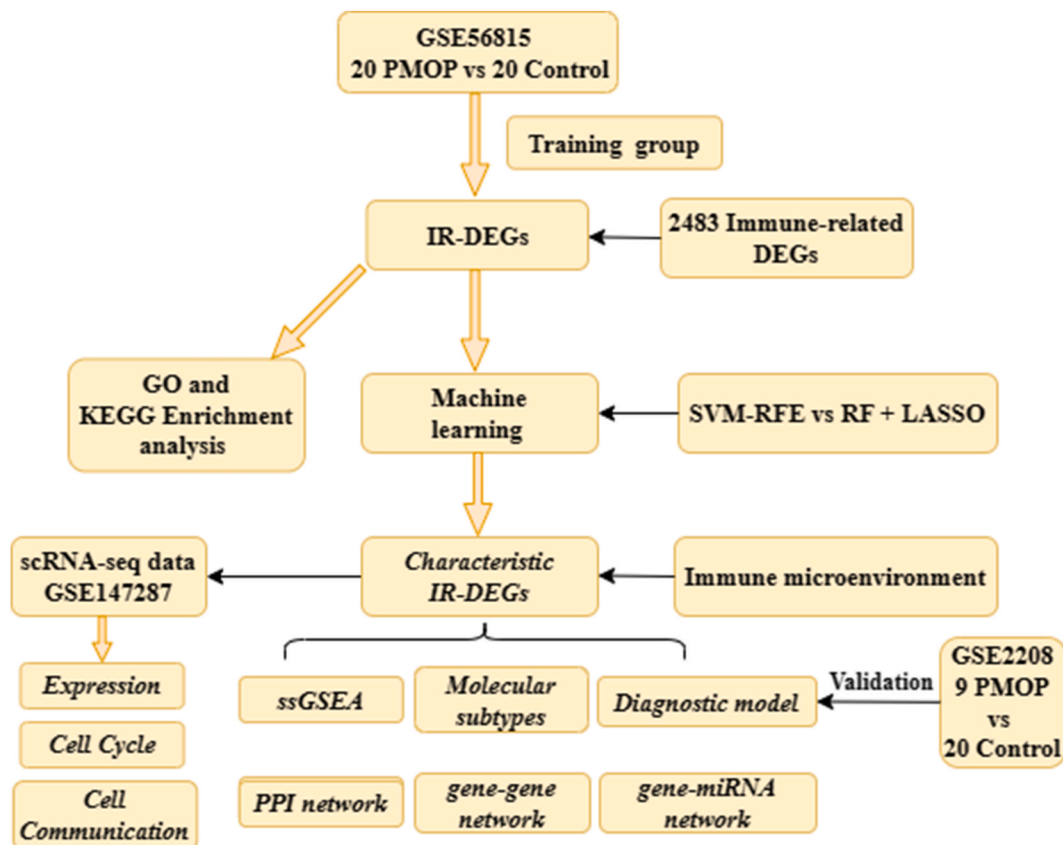 GSE56815
20 PMOP vs 20 Control
Training group
IR-DEGs
2483 Immune-related
DEGs
GO and
KEGG Enrichment
analysis
Machine
learning
SVM-RFE vs RF + LASSO
scRNA-seq data
GSE147287
Characteristic
IR-DEGs
Immune microenvironment
Expression
Cell Cycle
Cell
Communication
ssGSEA
Molecular
subtypes
Diagnostic model
Validation
GSE2208
9 PMOP
vs
20 Control
PPI network
gene-gene
network
gene-miRNA
network